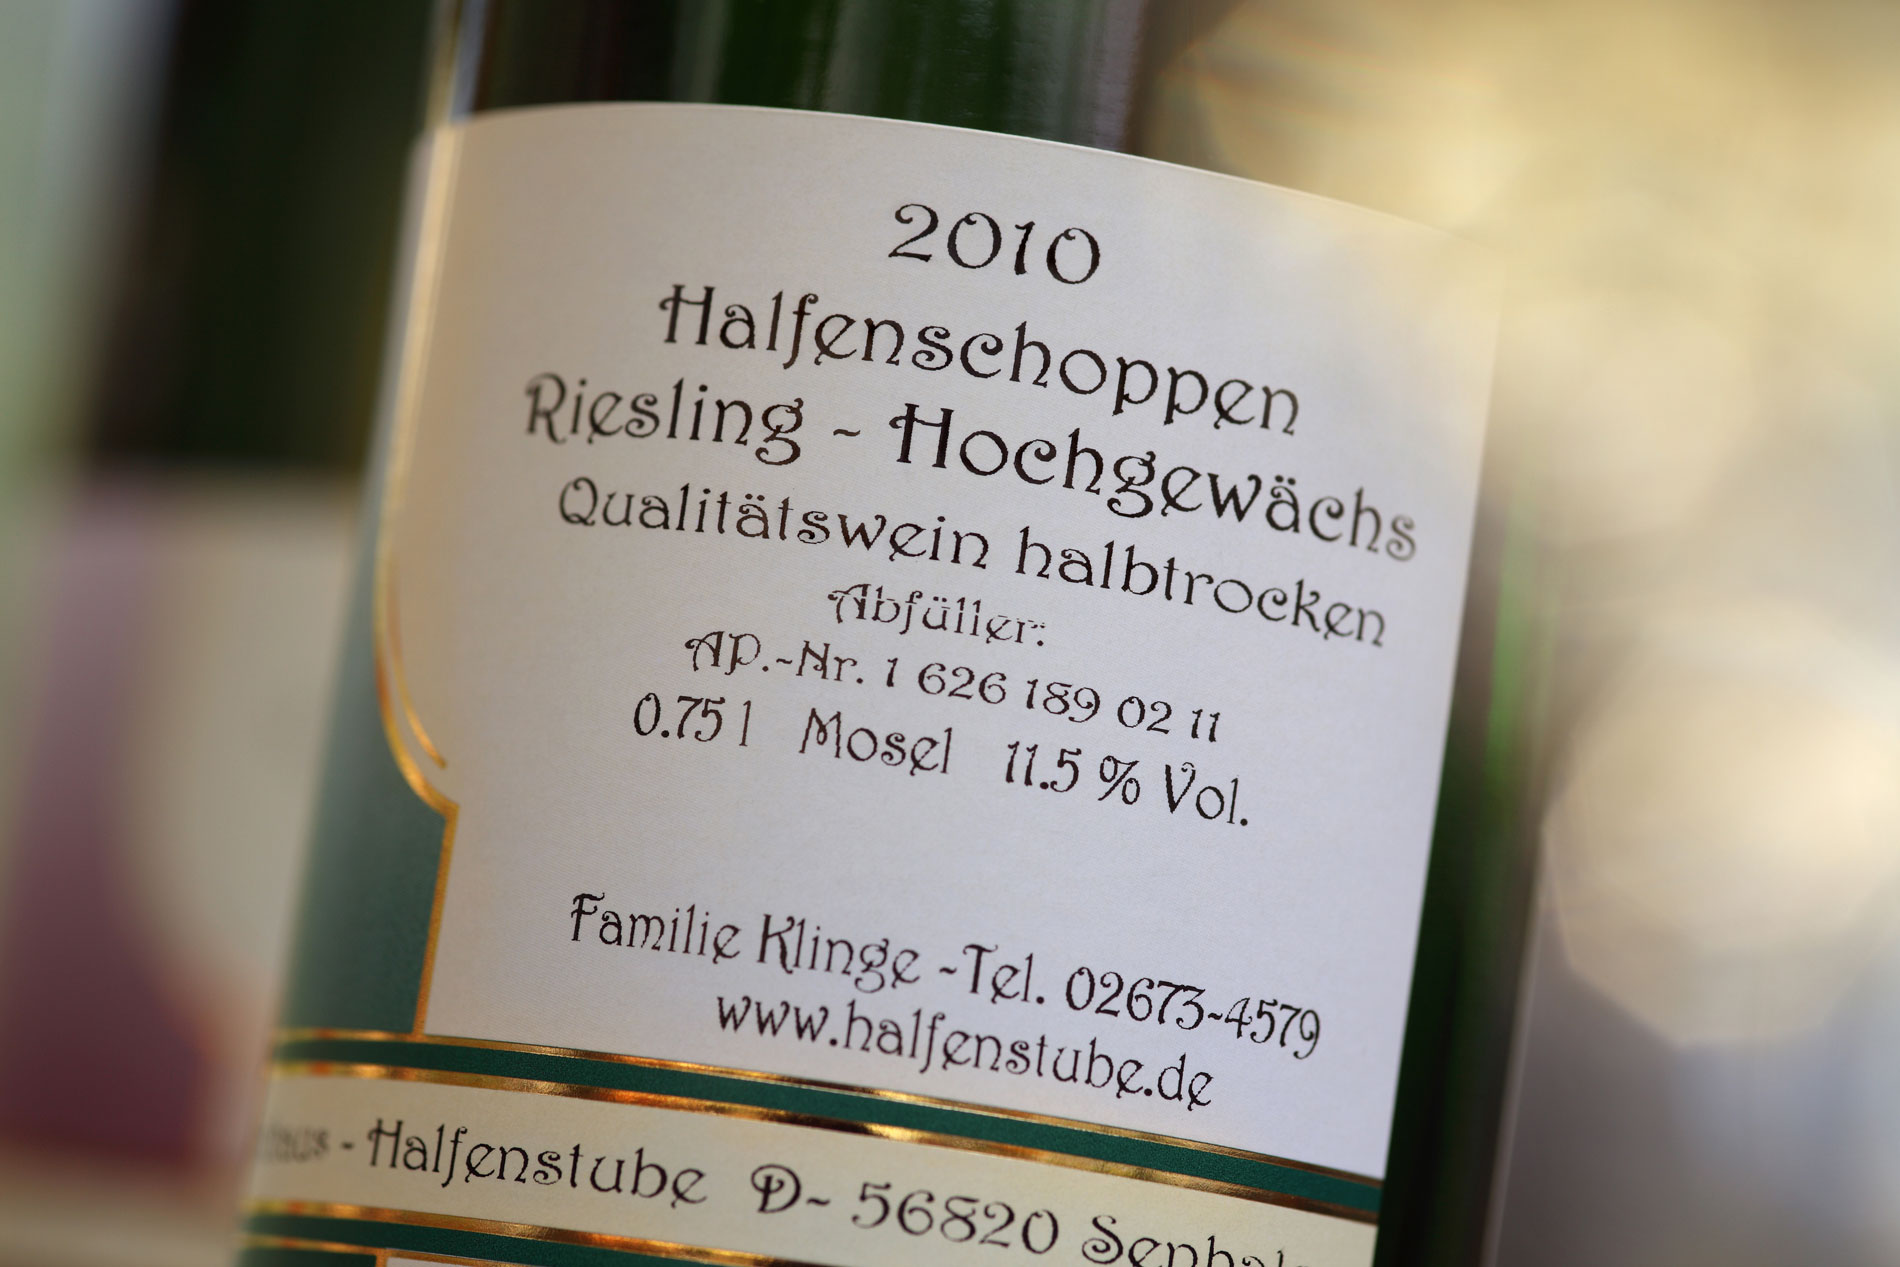 2010
Halfenschoppen
Riesling - Hochgewächs
Qualitätswein halbtrocken
Abfüller:
AP.-Nr. 1 626 189 02 11
0.75 l Mosel 11.5 % Vol.
Familie Klinge -Tel. 02673-4579
www.halfenstube.de
- Halfenstube D- 56820